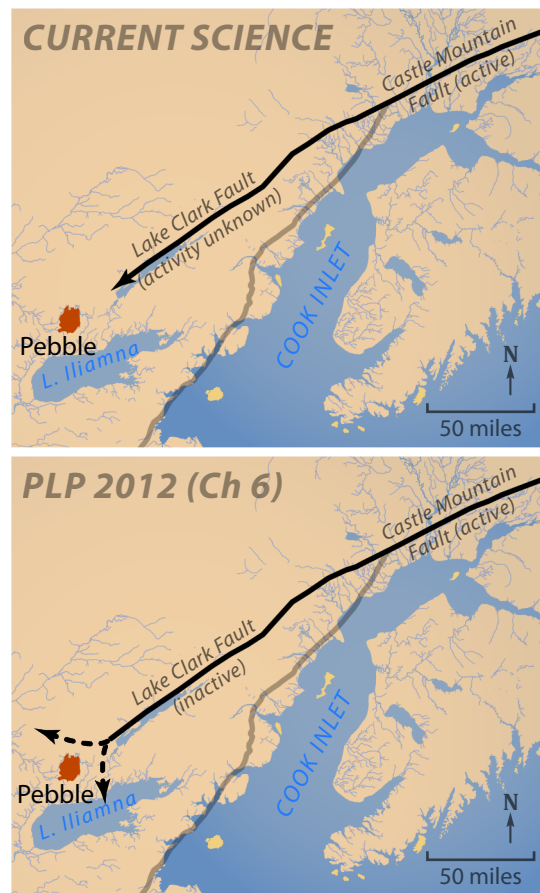 CURRENT SCIENCE
Castle Mountain
Fault (active)
Lake Clark Fault
(activity unknown)
COOK INLET
Pebble
L. Iliamna
N
50 miles
PLP 2012 (Ch 6)
Castle Mountain
Fault (active)
Lake Clark Fault
(inactive)
COOK INLET
Pebble
L. Iliamna
N
50 miles